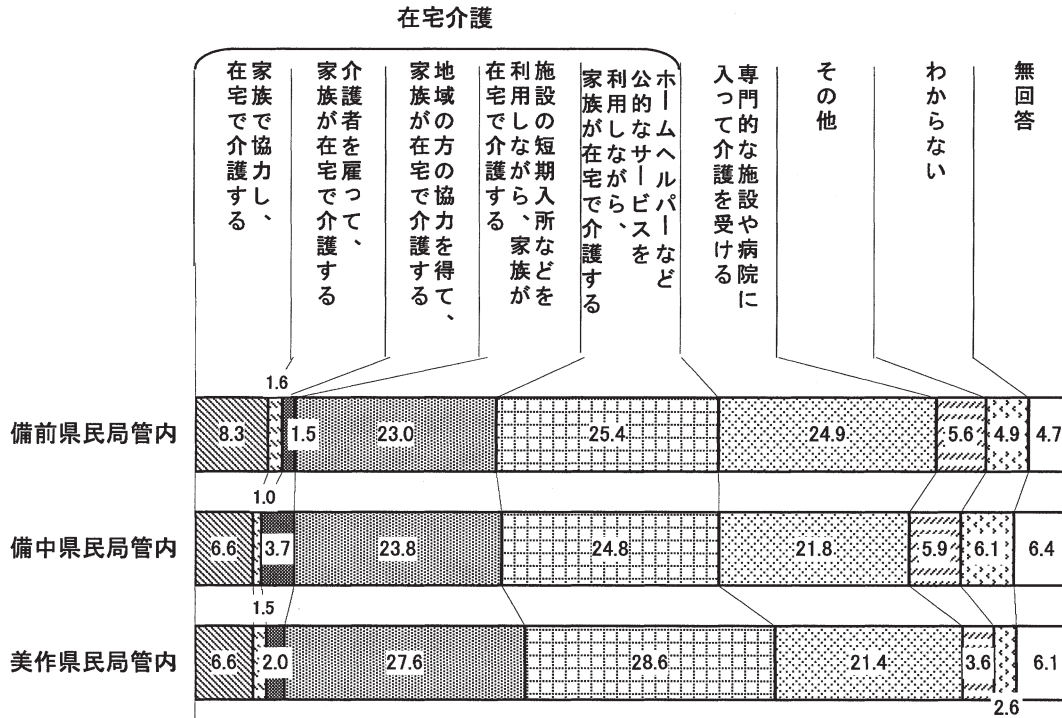 在宅介護
家族で協力し、
在宅で介護する
介護者を雇って、
家族が在宅で介護する
地域の方の協力を得て、
家族が在宅で介護する
施設の短期入所などを
利用しながら、家族が
在宅で介護する
ホームヘルパーなど
公的なサービスを
利用しながら、
家族が在宅で介護する
専門的な施設や病院に
入って介護を受ける
その他
わからない
無回答
1.6
備前県民局管内 8.3 1.5 23.0 25.4 24.9 5.6 4.9 4.7
1.0
備中県民局管内 6.6 3.7 23.8 24.8 21.8 5.9 6.1 6.4
1.5
美作県民局管内 6.6 2.0 27.6 28.6 21.4 3.6 6.1
2.6